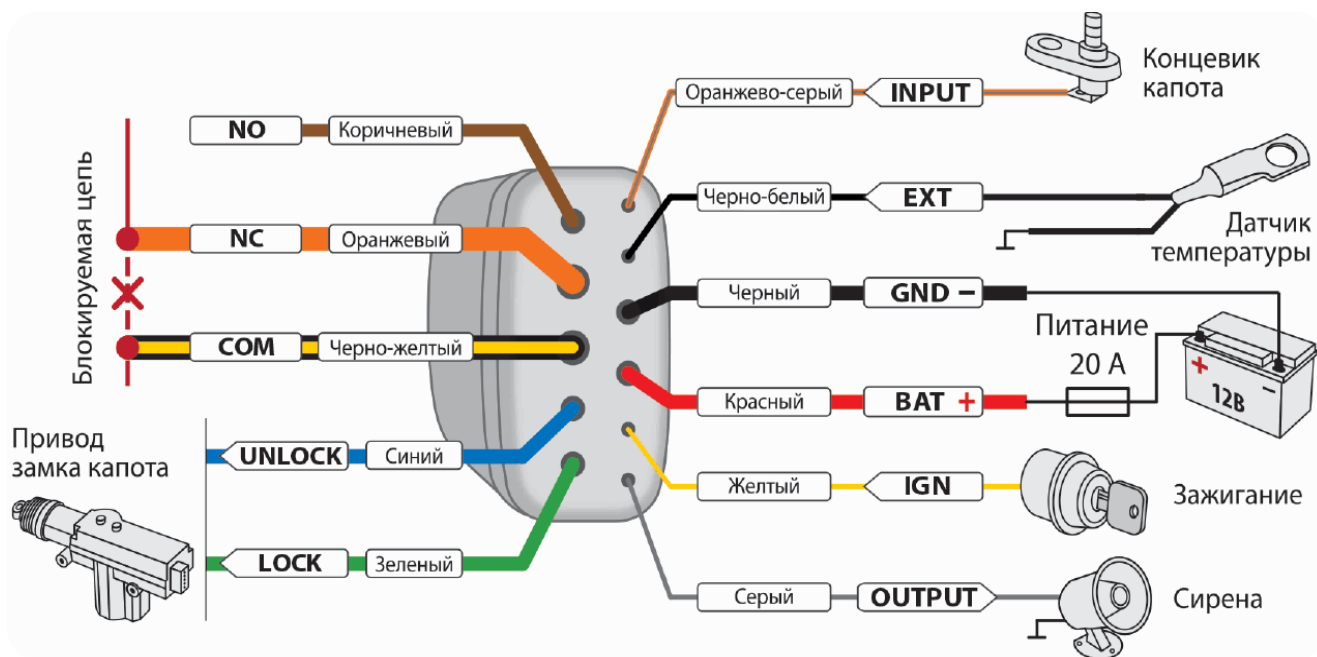 Блокируемая цепь
NO Коричневый
NC Оранжевый
COM Черно-желтый
Привод
замка капота
UNLOCK Синий
LOCK Зеленый
Оранжево-серый INPUT
Концевик
капота
Черно-белый EXT
Датчик
температуры
Черный GND –
Питание
20 А
Красный BAT +
+ –
12В
Желтый IGN
Зажигание
Серый OUTPUT
Сирена